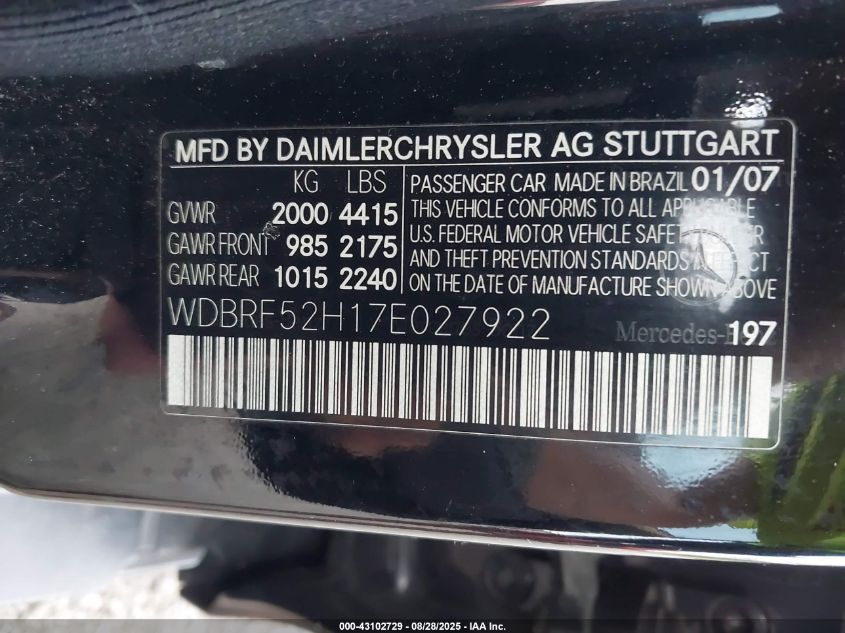 MFD BY DAIMLERCHRYSLER AG STUTTGART
KG LBS
GVWR 2000 4415
GAWR FRONT 985 2175
GAWR REAR 1015 2240
PASSENGER CAR MADE IN BRAZIL 01/07
THIS VEHICLE CONFORMS TO ALL APPLICABLE
U.S. FEDERAL MOTOR VEHICLE
AND THEFT PREVENTION STANDARDS IN EFFECT
ON THE DATE OF MANUFACTURE SHOWN ABOVE
WDBRF52H17E027922
Mercedes- 197
000-43102729 - 08/28/2025 - IAA Inc.